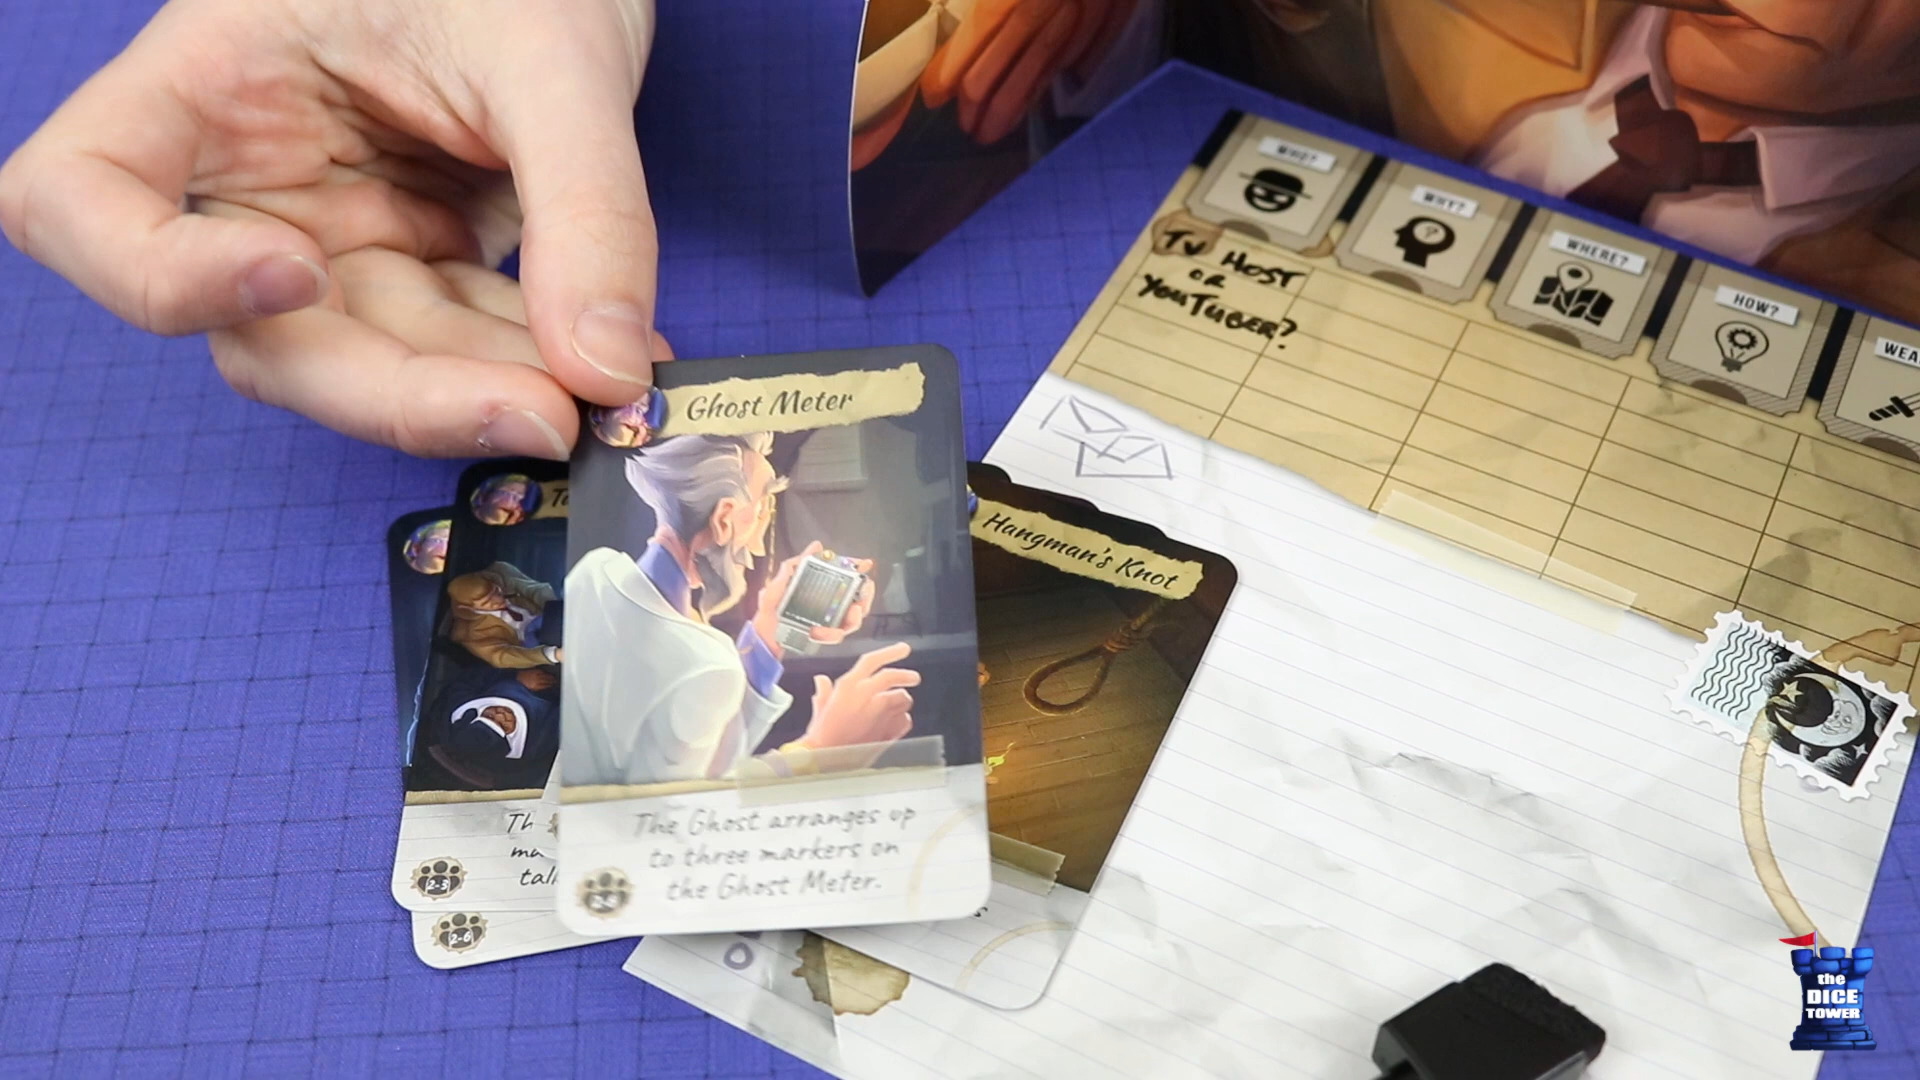 WHO?
WHY?
WHERE?
HOW?
TV HOST
OR
YOUTUBER?
Ghost Meter
Hangman's Knot
The Ghost arranges up
to three markers on
the Ghost Meter.
2-3
2-6
the
DICE
TOWER